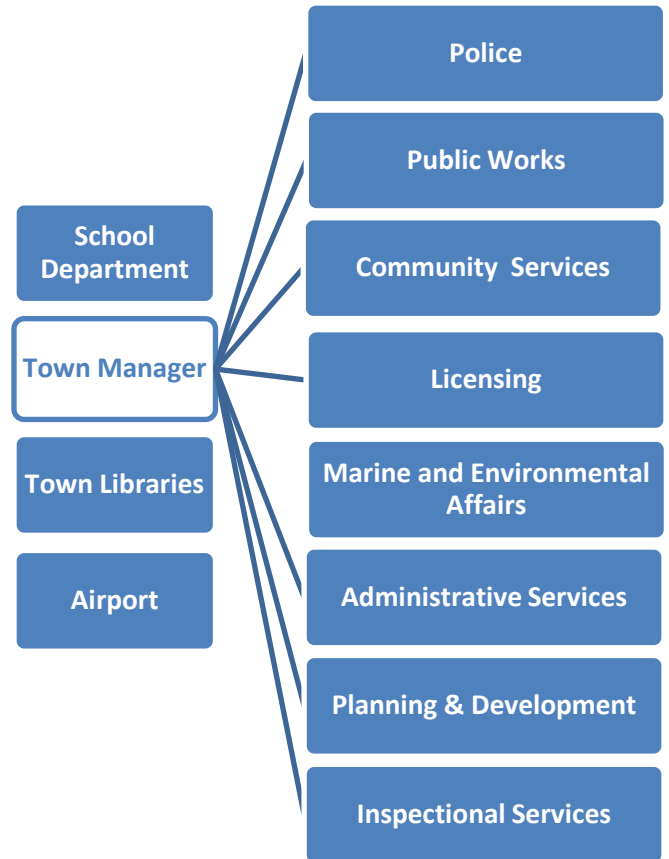 School
Department
Town Manager
Town Libraries
Airport
Police
Public Works
Community Services
Licensing
Marine and Environmental
Affairs
Administrative Services
Planning & Development
Inspectional Services